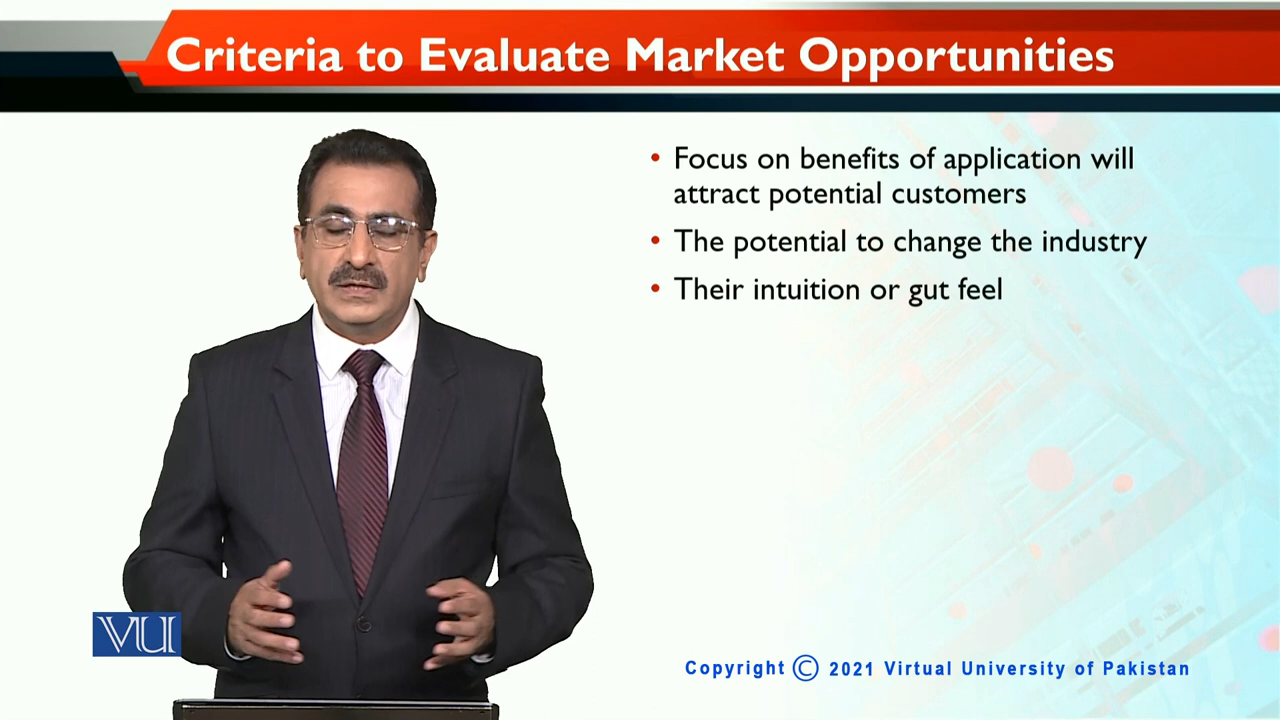 Criteria to Evaluate Market Opportunities
• Focus on benefits of application will
attract potential customers
• The potential to change the industry
• Their intuition or gut feel
VU
Copyright © 2021 Virtual University of Pakistan